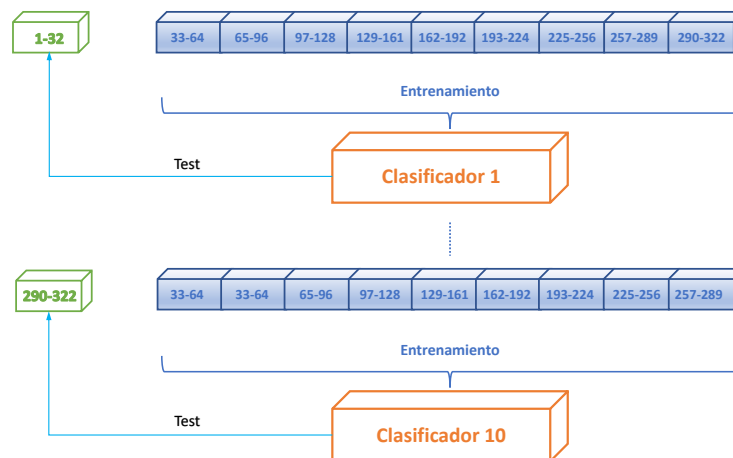 1-32 33-64 65-96 97-128 129-161 162-192 193-224 225-256 257-289 290-322
Entrenamiento
Test
Clasificador 1
290-322 33-64 33-64 65-96 97-128 129-161 162-192 193-224 225-256 257-289
Entrenamiento
Test
Clasificador 10